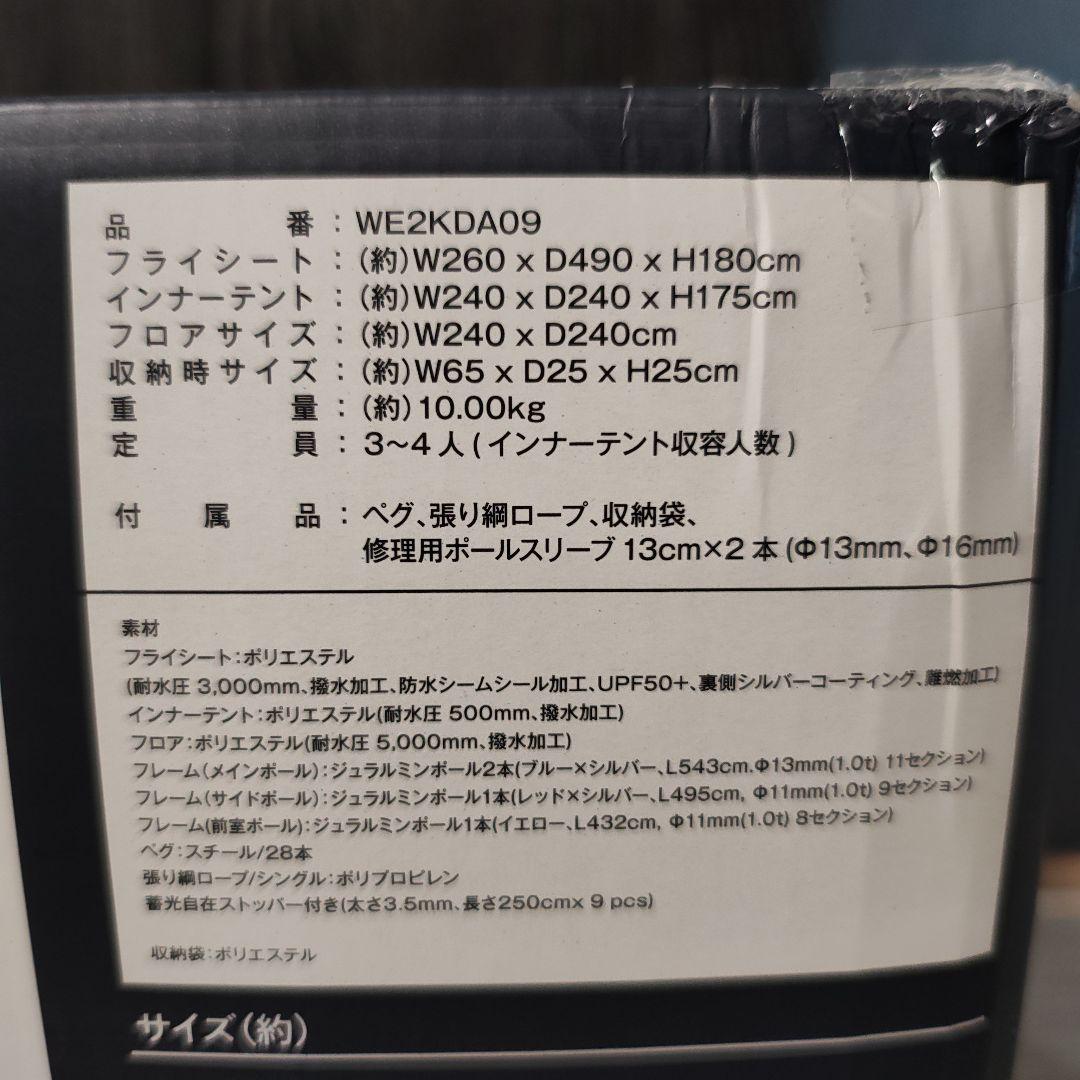 品番：WE2KDA09
フライシート：(約)W260 x D490 x H180cm
インナーテント：(約)W240 x D240 x H175cm
フロアサイズ：(約)W240 x D240cm
収納時サイズ：(約)W65 x D25 x H25cm
重量：(約)10.00kg
定員：3～4人(インナーテント収容人数)
付属品：ペグ、張り綱ロープ、収納袋、
修理用ポールスリーブ13cm×2本(Φ13mm、Φ16mm)
素材
フライシート：ポリエステル
(耐水圧 3,000mm、撥水加工、防水シームシール加工、UPF50+、裏側シルバーコーティング、難燃加工)
インナーテント：ポリエステル(耐水圧 500mm、撥水加工)
フロア：ポリエステル(耐水圧 5,000mm、撥水加工)
フレーム(メインポール)：ジュラルミンポール2本(ブルー×シルバー、L543cm.Φ13mm(1.0t) 11セクション)
フレーム(サイドポール)：ジュラルミンポール1本(レッド×シルバー、L495cm, Φ11mm(1.0t) 9セクション)
フレーム(前室ポール)：ジュラルミンポール1本(イエロー、L432cm, Φ11mm(1.0t) 8セクション)
ペグ：スチール/28本
張り綱ロープ/シングル：ポリプロピレン
蓄光自在ストッパー付き(太さ3.5mm、長さ250cmx 9 pcs)
収納袋：ポリエステル
サイズ(約)